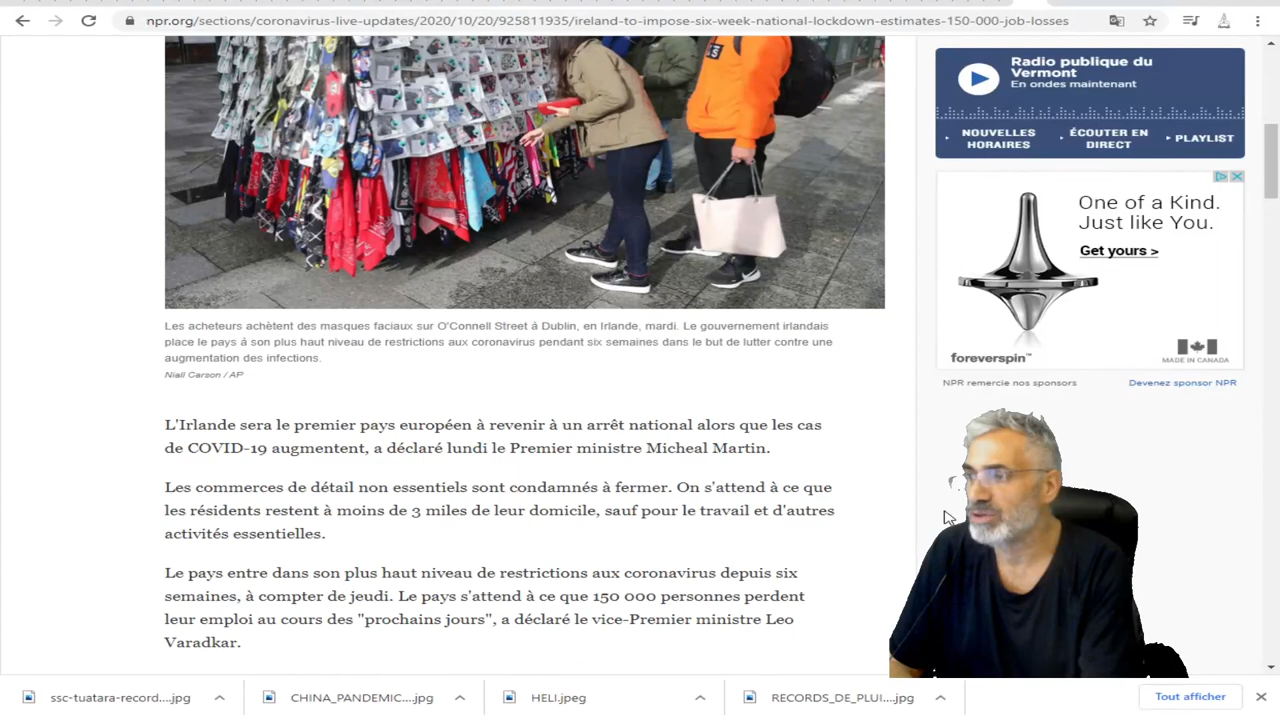 npr.org/sections/coronavirus-live-updates/2020/10/20/925811935/ireland-to-impose-six-week-national-lockdown-estimates-150-000-job-losses
Radio publique du
Vermont
En ondes maintenant
NOUVELLES
HORAIRES
ÉCOUTER EN
DIRECT
PLAYLIST
One of a Kind.
Just like You.
Get yours >
foreverspin™
MADE IN CANADA
NPR remercie nos sponsors
Devenez sponsor NPR
Les acheteurs achètent des masques faciaux sur O'Connell Street à Dublin, en Irlande, mardi. Le gouvernement irlandais
place le pays à son plus haut niveau de restrictions aux coronavirus pendant six semaines dans le but de lutter contre une
augmentation des infections.
Niall Carson / AP
L'Irlande sera le premier pays européen à revenir à un arrêt national alors que les cas
de COVID-19 augmentent, a déclaré lundi le Premier ministre Micheal Martin.
Les commerces de détail non essentiels sont condamnés à fermer. On s'attend à ce que
les résidents restent à moins de 3 miles de leur domicile, sauf pour le travail et d'autres
activités essentielles.
Le pays entre dans son plus haut niveau de restrictions aux coronavirus depuis six
semaines, à compter de jeudi. Le pays s'attend à ce que 150 000 personnes perdent
leur emploi au cours des "prochains jours", a déclaré le vice-Premier ministre Leo
Varadkar.
ssc-tuatara-record....jpg
CHINA_PANDEMIC....jpg
HELI.jpeg
RECORDS_DE_PLUI....jpg
Tout afficher